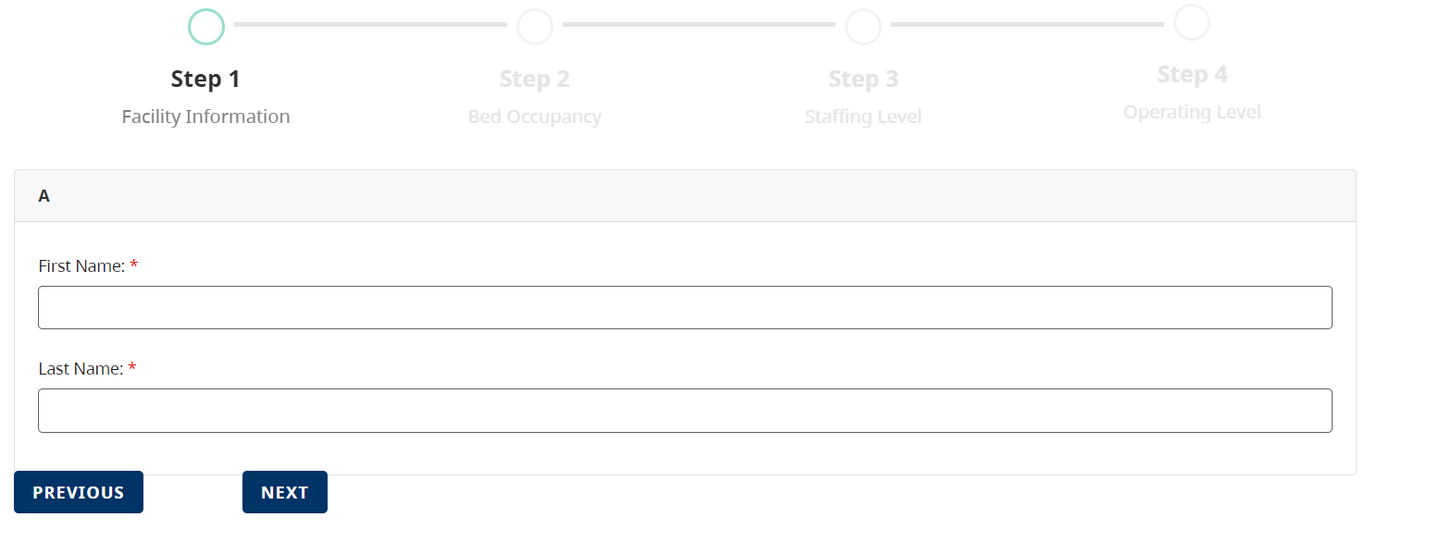 Step 1 Step 2 Step 3 Step 4
Facility Information Bed Occupancy Staffing Level Operating Level
A
First Name: *
Last Name: *
PREVIOUS NEXT